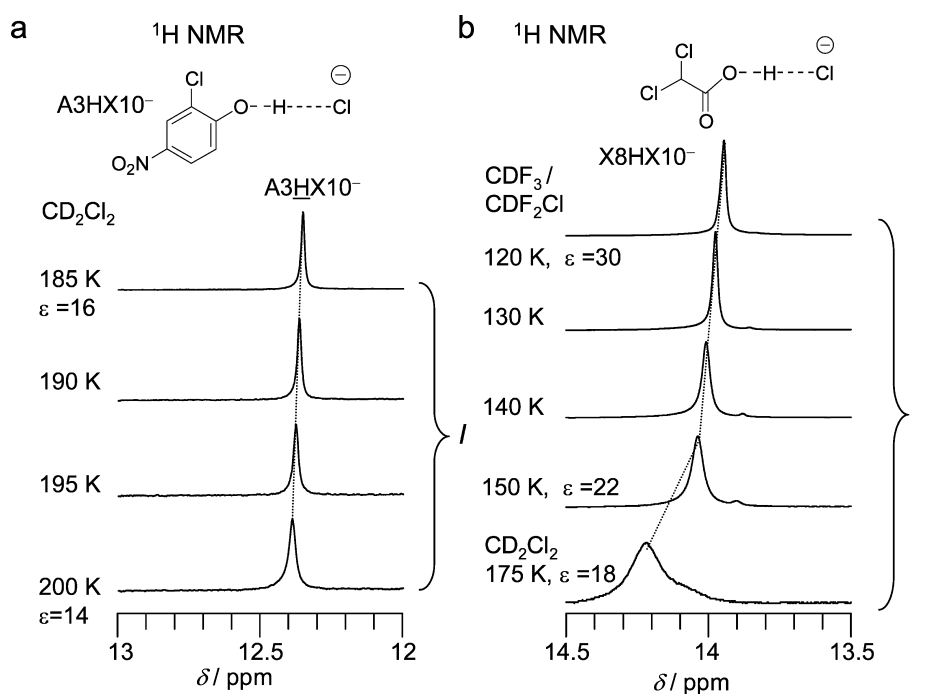 a
¹H NMR
Cl
⊖
A3HX10⁻
O--H-----Cl
O₂N
A3HX10⁻
CD₂Cl₂
185 K
ε =16
190 K
195 K
200 K
ε=14
I
13 12.5 12
δ / ppm
b
¹H NMR
⊖
Cl
O--H-----Cl
Cl
O
X8HX10⁻
CDF₃ /
CDF₂Cl
120 K, ε =30
130 K
140 K
150 K, ε =22
CD₂Cl₂
175 K, ε =18
14.5 14 13.5
δ / ppm